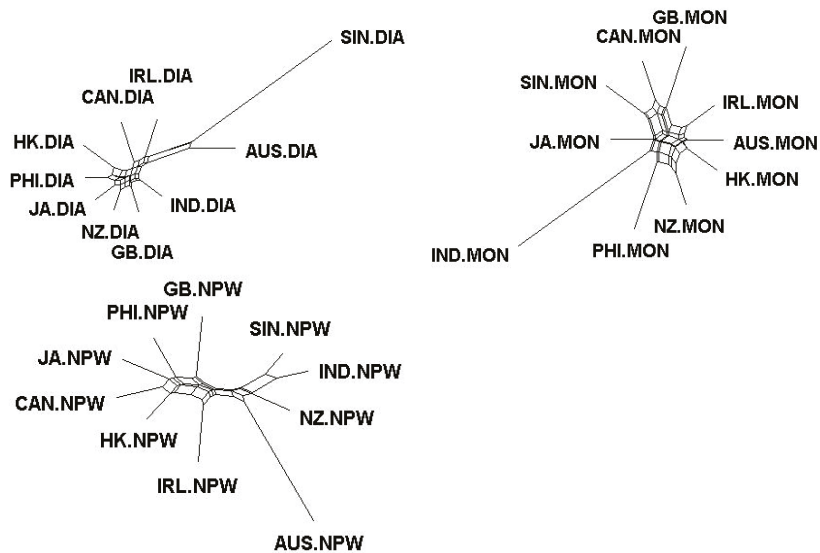 SIN.DIA
IRL.DIA
CAN.DIA
HK.DIA
AUS.DIA
PHI.DIA
JA.DIA
IND.DIA
NZ.DIA
GB.DIA
GB.MON
CAN.MON
SIN.MON
IRL.MON
JA.MON
AUS.MON
HK.MON
NZ.MON
IND.MON
PHI.MON
GB.NPW
PHI.NPW
SIN.NPW
JA.NPW
IND.NPW
CAN.NPW
NZ.NPW
HK.NPW
IRL.NPW
AUS.NPW